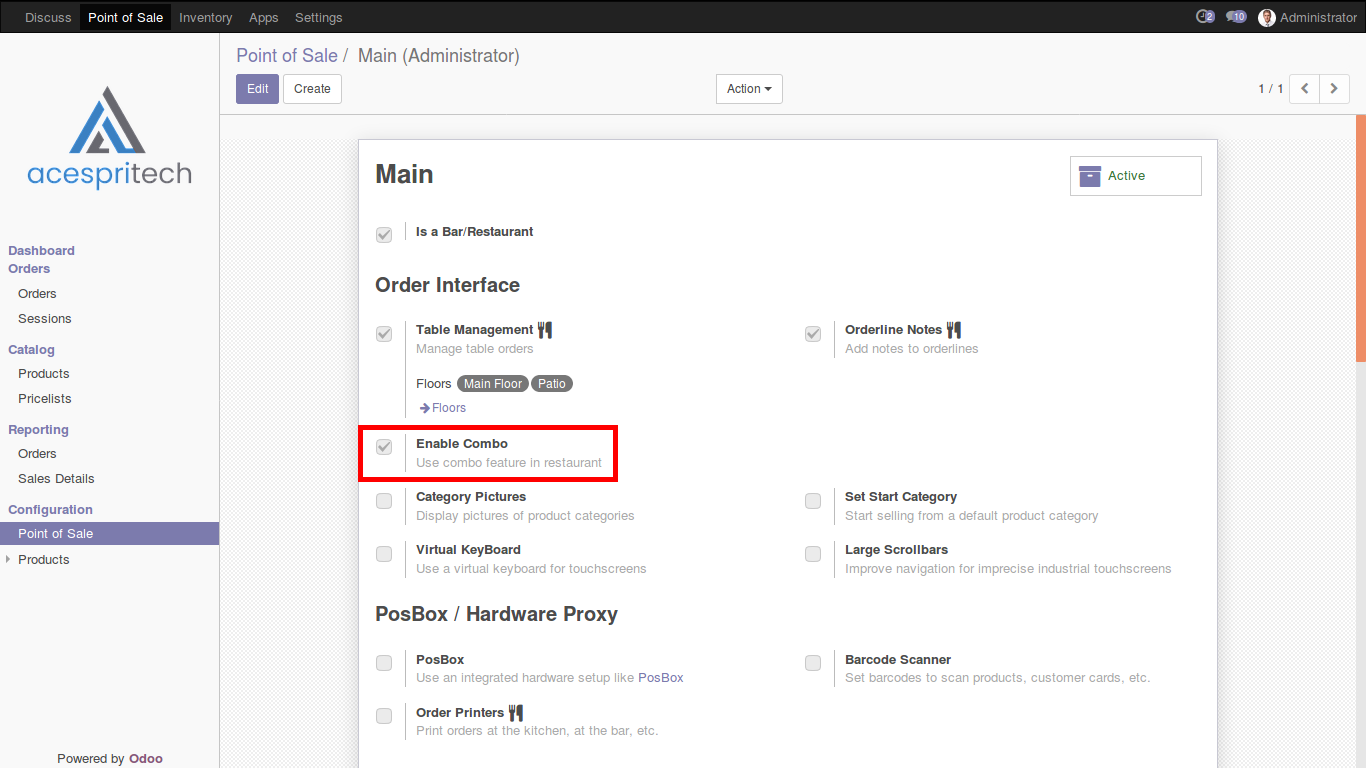 Discuss Point of Sale Inventory Apps Settings 2 10 Administrator
Point of Sale / Main (Administrator)
Edit Create Action 1 / 1
acespritech
Dashboard
Orders
Orders
Sessions
Catalog
Products
Pricelists
Reporting
Orders
Sales Details
Configuration
Point of Sale
Products
Powered by Odoo
Main
Active
Is a Bar/Restaurant
Order Interface
Table Management
Manage table orders
Floors Main Floor Patio
Floors
Orderline Notes
Add notes to orderlines
Enable Combo
Use combo feature in restaurant
Category Pictures
Display pictures of product categories
Set Start Category
Start selling from a default product category
Virtual KeyBoard
Use a virtual keyboard for touchscreens
Large Scrollbars
Improve navigation for imprecise industrial touchscreens
PosBox / Hardware Proxy
PosBox
Use an integrated hardware setup like PosBox
Barcode Scanner
Set barcodes to scan products, customer cards, etc.
Order Printers
Print orders at the kitchen, at the bar, etc.